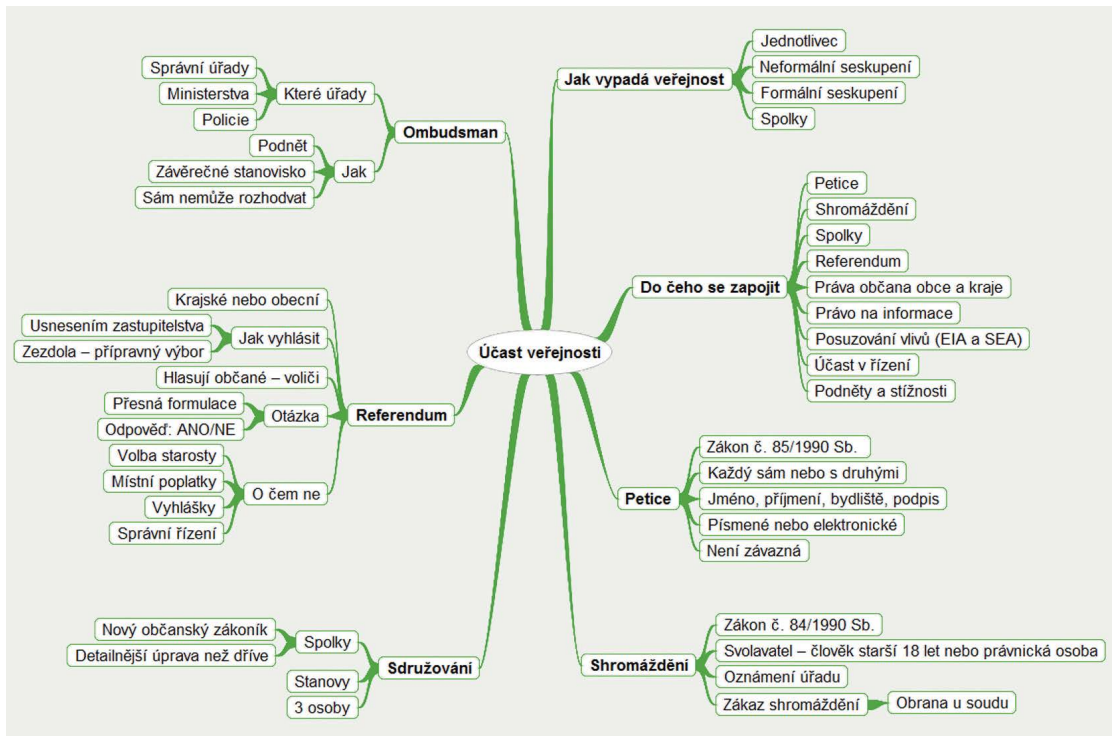 Účast veřejnosti
Jak vypadá veřejnost
Jednotlivec
Neformální seskupení
Formální seskupení
Spolky
Do čeho se zapojit
Petice
Shromáždění
Spolky
Referendum
Práva občana obce a kraje
Právo na informace
Posuzování vlivů (EIA a SEA)
Účast v řízení
Podněty a stížnosti
Petice
Zákon č. 85/1990 Sb.
Každý sám nebo s druhými
Jméno, příjmení, bydliště, podpis
Písmené nebo elektronické
Není závazná
Shromáždění
Zákon č. 84/1990 Sb.
Svolavatel – člověk starší 18 let nebo právnická osoba
Oznámení úřadu
Zákaz shromáždění
Obrana u soudu
Ombudsman
Které úřady
Správní úřady
Ministerstva
Policie
Jak
Podnět
Závěrečné stanovisko
Sám nemůže rozhodvat
Referendum
Krajské nebo obecní
Jak vyhlásit
Usnesením zastupitelstva
Zezdola – přípravný výbor
Hlasují občané – voliči
Otázka
Přesná formulace
Odpověď: ANO/NE
O čem ne
Volba starosty
Místní poplatky
Vyhlášky
Správní řízení
Sdružování
Spolky
Nový občanský zákoník
Detailnější úprava než dříve
Stanovy
3 osoby